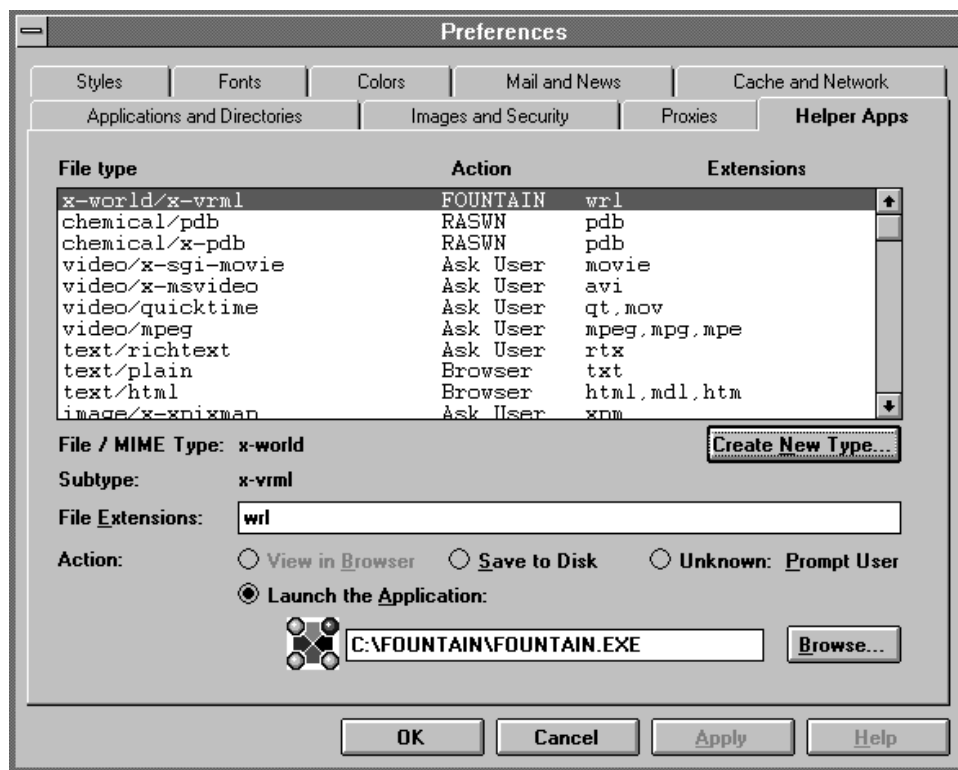 Preferences
Styles Fonts Colors Mail and News Cache and Network
Applications and Directories Images and Security Proxies Helper Apps
File type Action Extensions
x-world/x-vrml FOUNTAIN wrl
chemical/pdb RASWN pdb
chemical/x-pdb RASWN pdb
video/x-sgi-movie Ask User movie
video/x-msvideo Ask User avi
video/quicktime Ask User qt,mov
video/mpeg Ask User mpeg,mpg,mpe
text/richtext Ask User rtx
text/plain Browser txt
text/html Browser html,mdl,htm
image/x-xpixmap Ask User xpm
File / MIME Type: x-world Create New Type...
Subtype: x-vrml
File Extensions: wrl
Action: View in Browser Save to Disk Unknown: Prompt User
Launch the Application:
C:\FOUNTAIN\FOUNTAIN.EXE Browse...
OK Cancel Apply Help